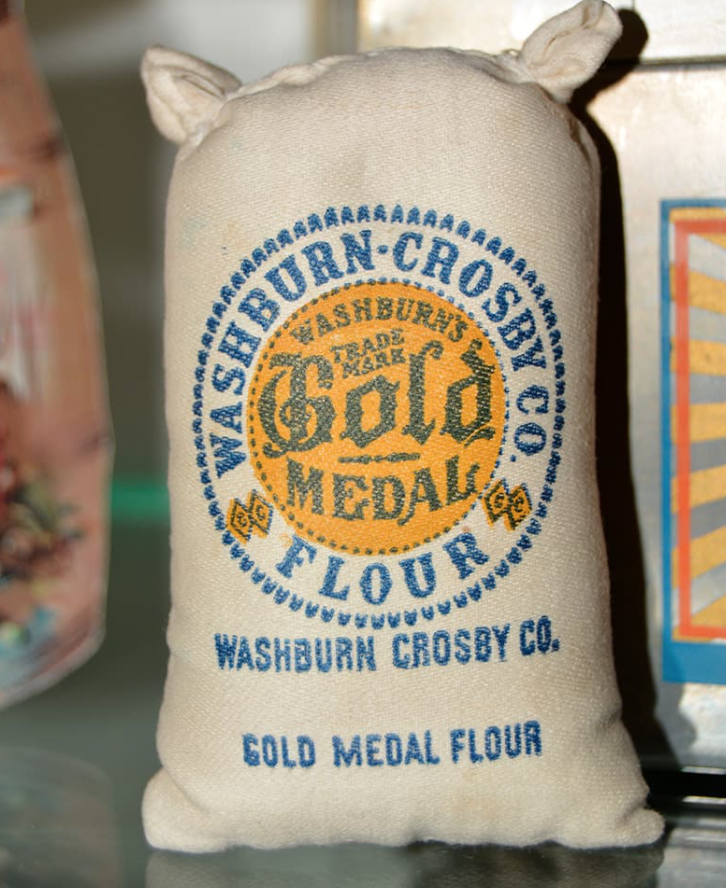 WASHBURN-CROSBY CO.
WASHBURN'S
TRADE
MARK
Gold
MEDAL
FLOUR
WASHBURN CROSBY CO.
GOLD MEDAL FLOUR